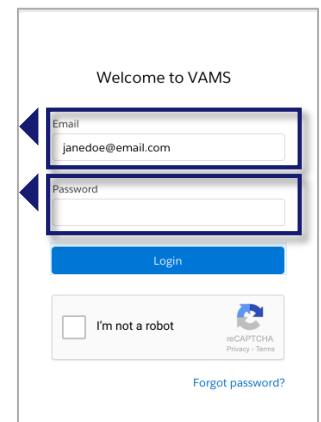 Welcome to VAMS
Email
janedoe@email.com
Password
Login
I'm not a robot
reCAPTCHA
Privacy - Terms
Forgot password?